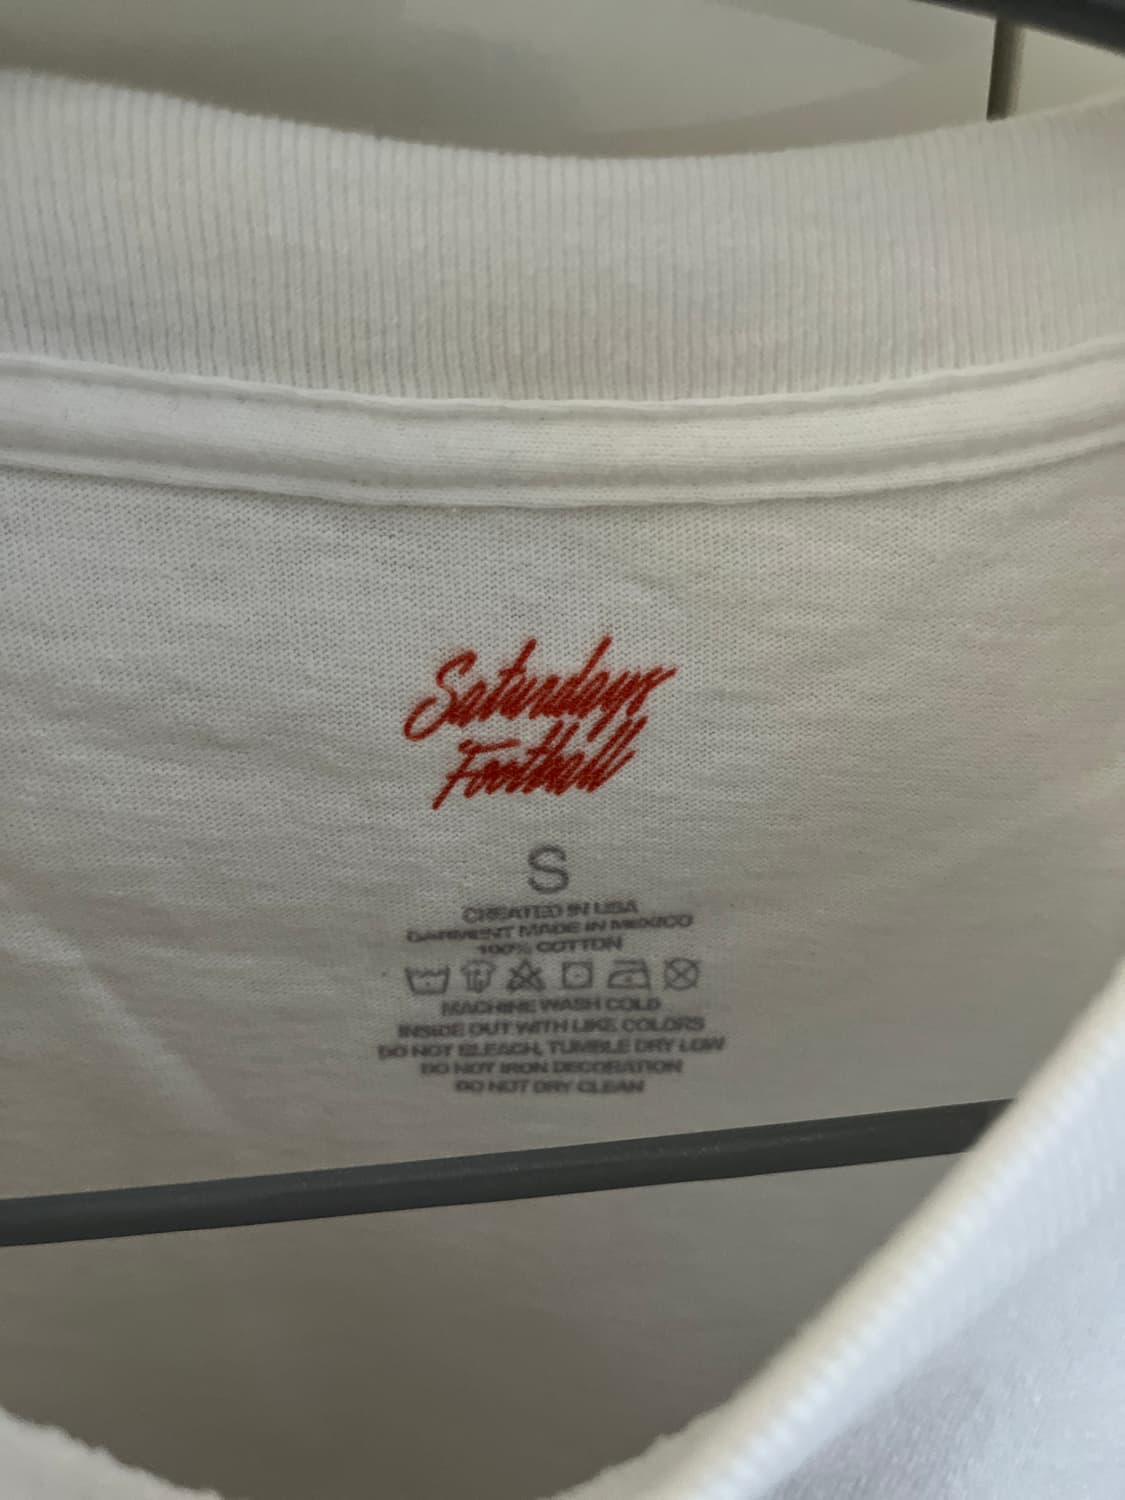 Saturdays
Football
S
CREATED IN USA
GARMENT MADE IN MEXICO
100% COTTON
MACHINE WASH COLD
INSIDE OUT WITH LIKE COLORS
DO NOT BLEACH, TUMBLE DRY LOW
DO NOT IRON DECORATION
DO NOT DRY CLEAN